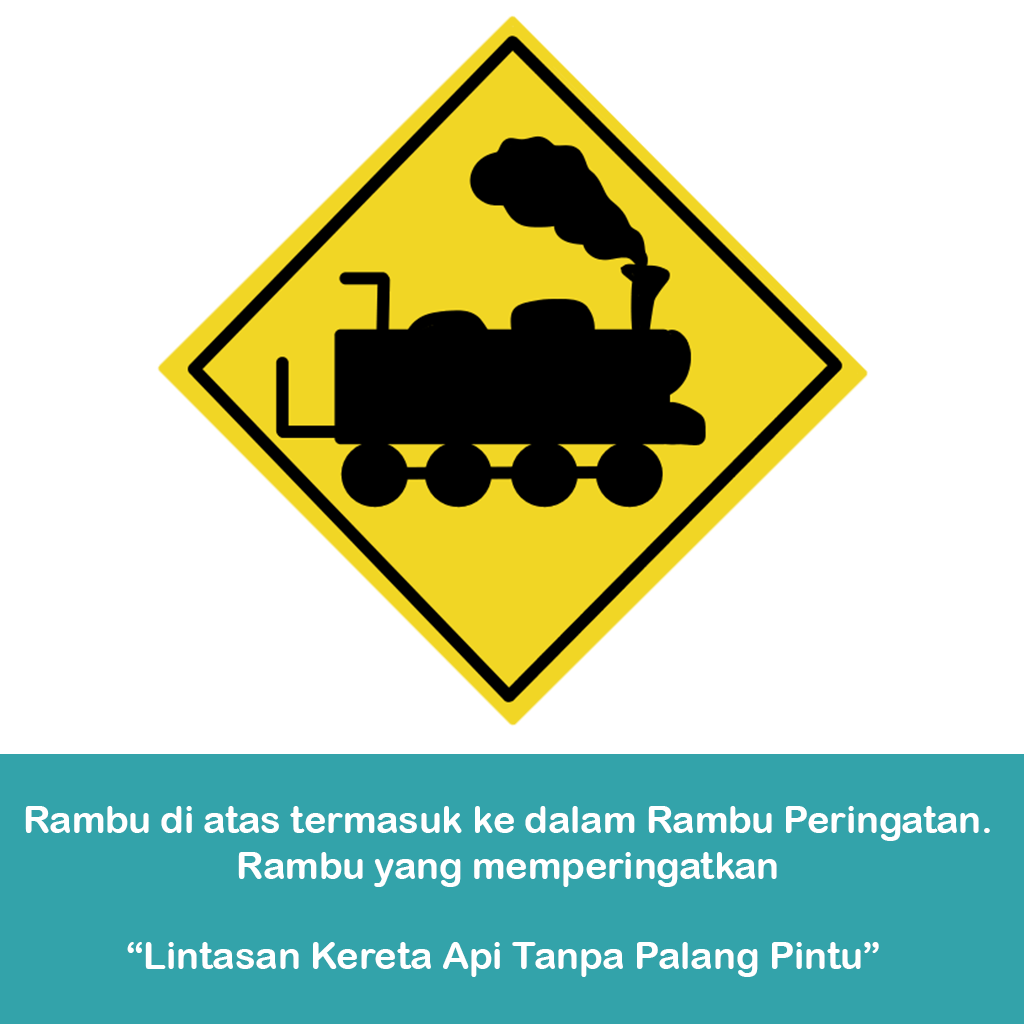 Rambu di atas termasuk ke dalam Rambu Peringatan.
Rambu yang memperingatkan
“Lintasan Kereta Api Tanpa Palang Pintu”